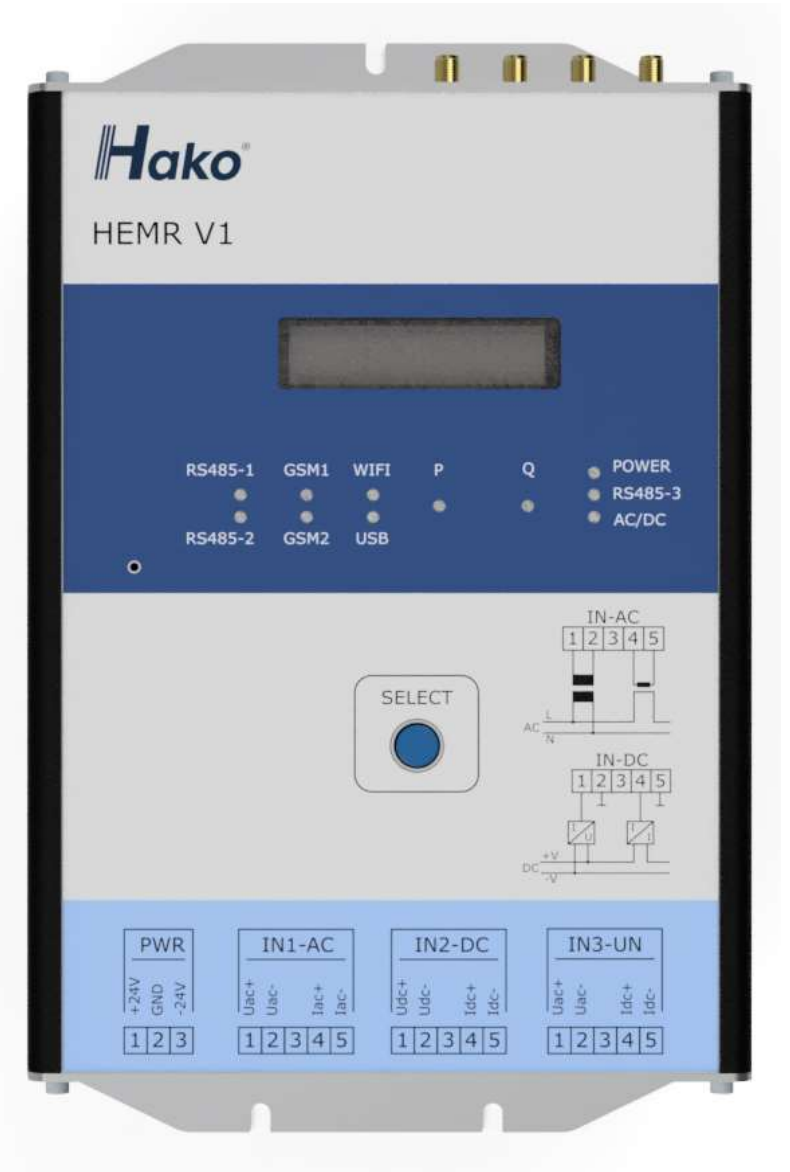 Hako®
HEMR V1
RS485-1 GSM1 WIFI P Q POWER
RS485-3
AC/DC
RS485-2 GSM2 USB
IN-AC
1 2 3 4 5
L
AC
N
SELECT
IN-DC
1 2 3 4 5
I U I I
+V
DC
-V
PWR IN1-AC IN2-DC IN3-UN
+24V GND -24V Uac+ Uac- Iac+ Iac- Udc+ Udc- Idc+ Idc- Uac+ Uac- Idc+ Idc-
1 2 3 1 2 3 4 5 1 2 3 4 5 1 2 3 4 5